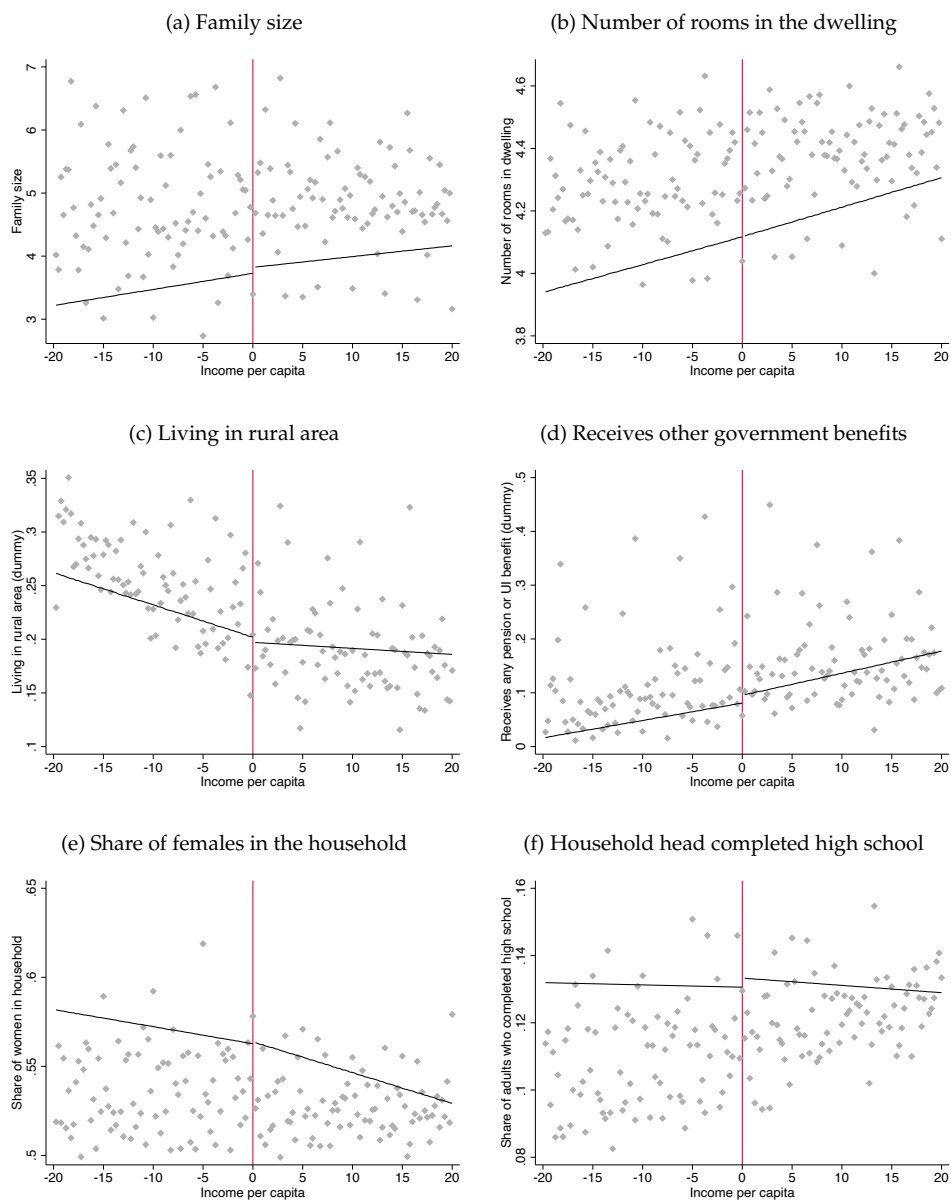 (a) Family size
(b) Number of rooms in the dwelling
Family size
7
6
5
4
3
-20 -15 -10 -5 0 5 10 15 20
Income per capita
Number of rooms in dwelling
4.6
4.4
4.2
4
3.8
-20 -15 -10 -5 0 5 10 15 20
Income per capita
(c) Living in rural area
(d) Receives other government benefits
Living in rural area (dummy)
.35
.3
.25
.2
.15
.1
-20 -15 -10 -5 0 5 10 15 20
Income per capita
Receives any pension or UI benefit (dummy)
.5
.4
.3
.2
.1
0
-20 -15 -10 -5 0 5 10 15 20
Income per capita
(e) Share of females in the household
(f) Household head completed high school
Share of women in household
.65
.6
.55
.5
-20 -15 -10 -5 0 5 10 15 20
Income per capita
Share of adults who completed high school
.16
.14
.12
.1
.08
-20 -15 -10 -5 0 5 10 15 20
Income per capita